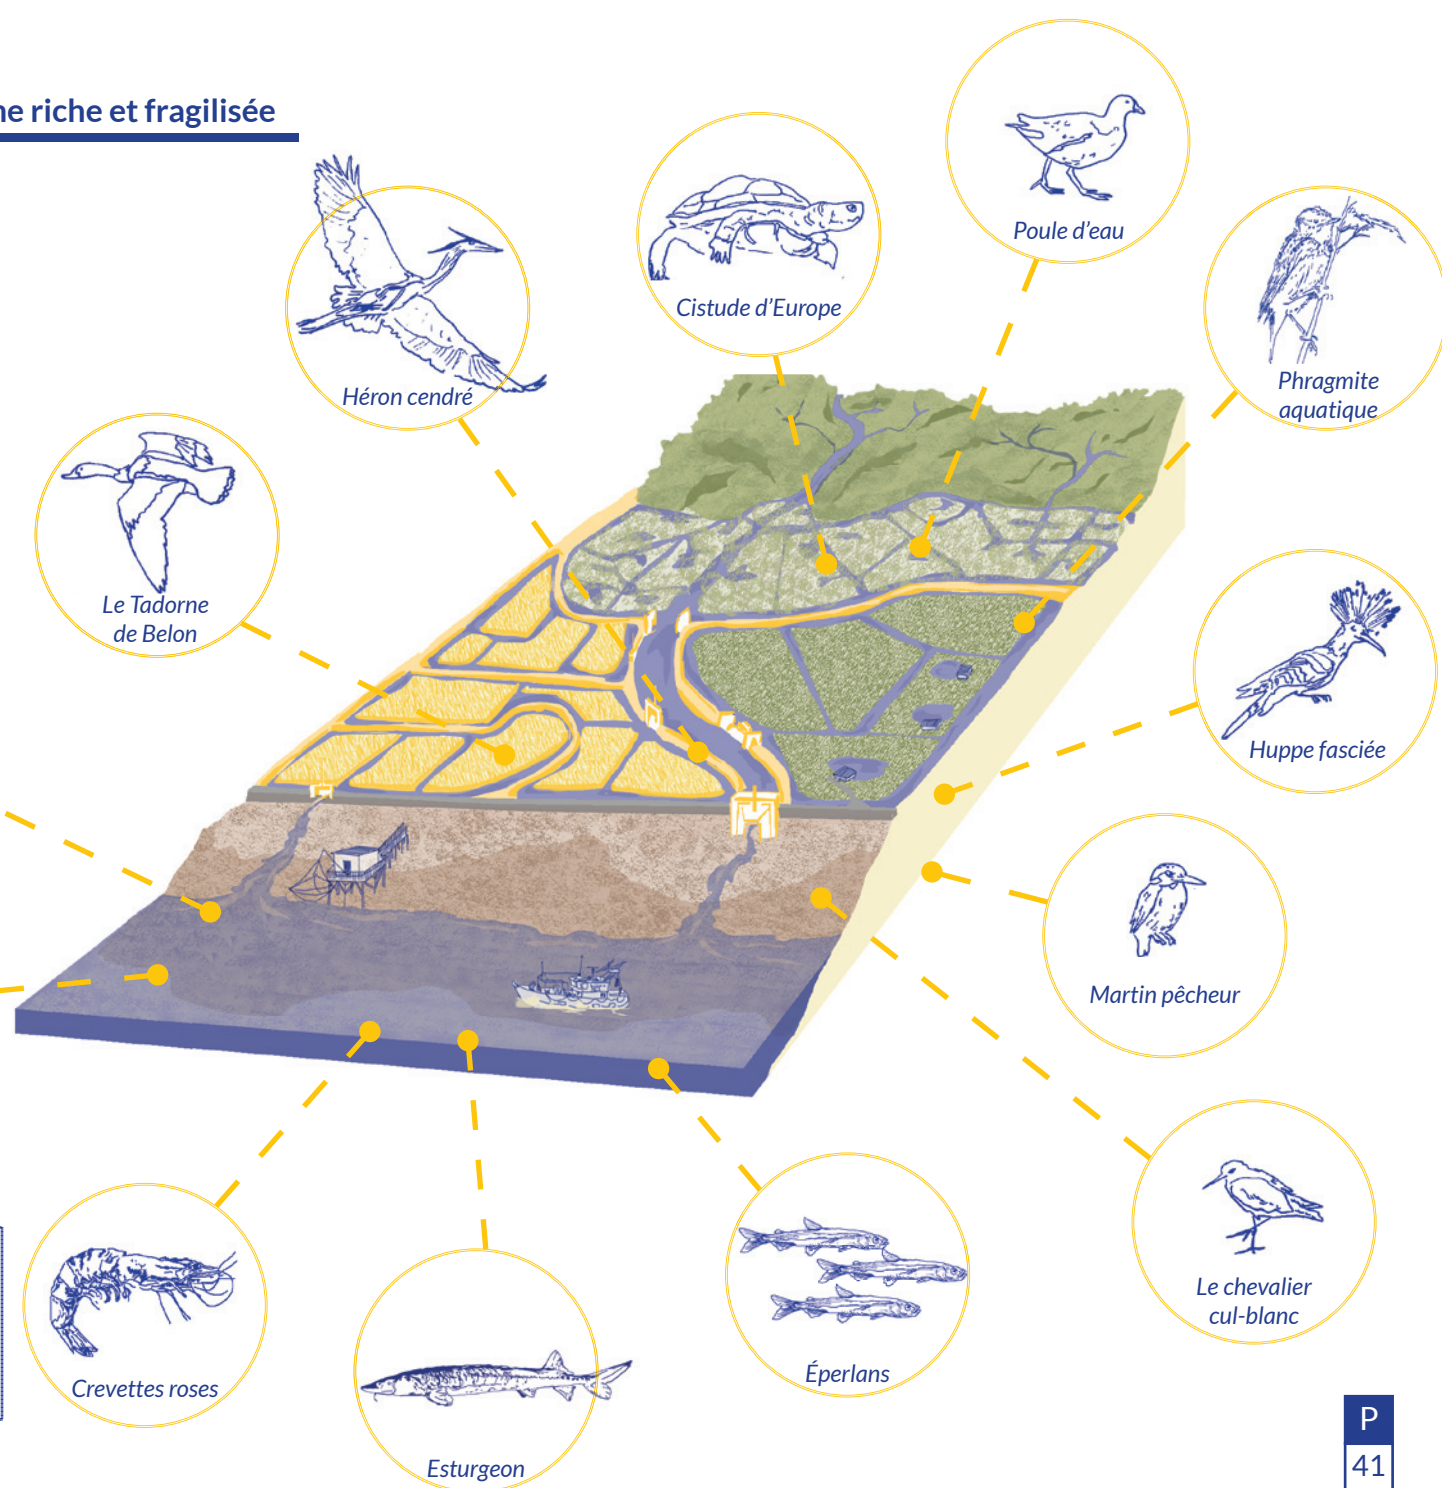 ne riche et fragilisée
Poule d'eau
Cistude d'Europe
Phragmite
aquatique
Héron cendré
Le Tadorne
de Belon
Huppe fasciée
Martin pêcheur
Le chevalier
cul-blanc
Éperlans
Crevettes roses
Esturgeon
P
41